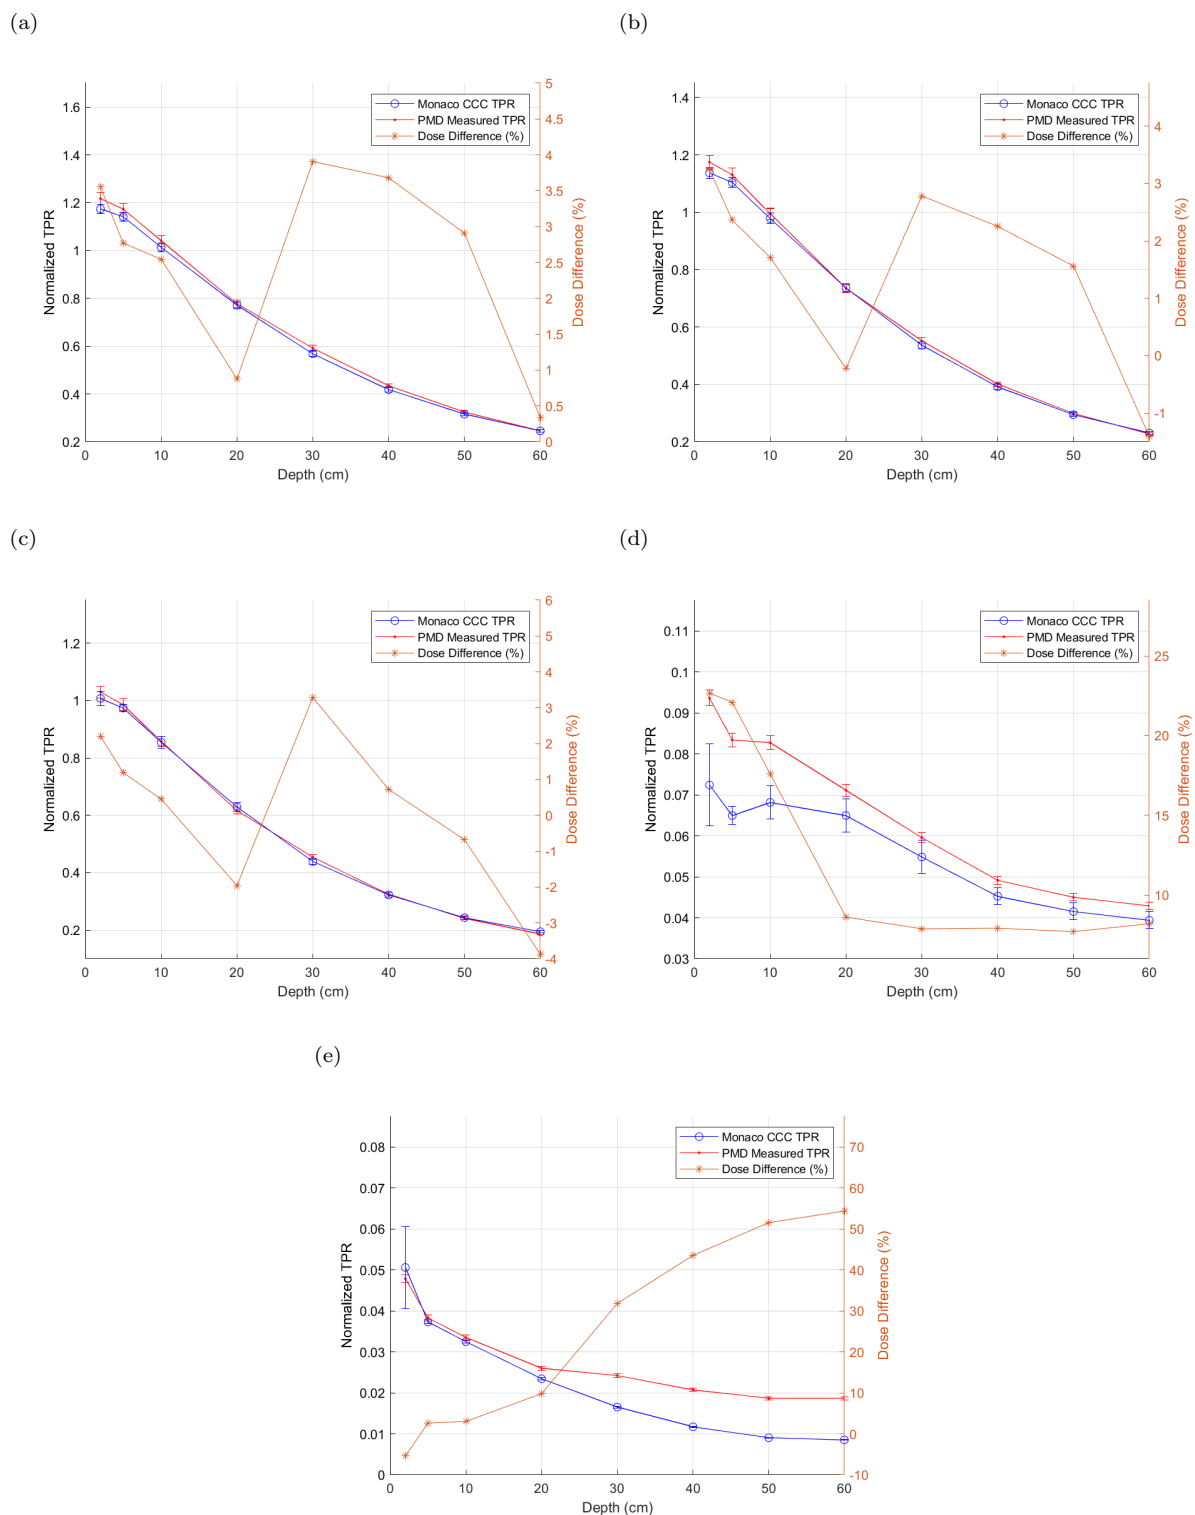 (a)
Normalized TPR
1.6
1.4
1.2
1
0.8
0.6
0.4
0.2
0 10 20 30 40 50 60
Depth (cm)
5
4.5
4
3.5
3
2.5
2
1.5
1
0.5
0
Dose Difference (%)
Monaco CCC TPR
PMD Measured TPR
Dose Difference (%)
(b)
Normalized TPR
1.4
1.2
1
0.8
0.6
0.4
0.2
0 10 20 30 40 50 60
Depth (cm)
4
3
2
1
0
-1
Dose Difference (%)
Monaco CCC TPR
PMD Measured TPR
Dose Difference (%)
(c)
Normalized TPR
1.2
1
0.8
0.6
0.4
0.2
0 10 20 30 40 50 60
Depth (cm)
6
5
4
3
2
1
0
-1
-2
-3
-4
Dose Difference (%)
Monaco CCC TPR
PMD Measured TPR
Dose Difference (%)
(d)
Normalized TPR
0.11
0.1
0.09
0.08
0.07
0.06
0.05
0.04
0.03
0 10 20 30 40 50 60
Depth (cm)
25
20
15
10
Dose Difference (%)
Monaco CCC TPR
PMD Measured TPR
Dose Difference (%)
(e)
Normalized TPR
0.08
0.07
0.06
0.05
0.04
0.03
0.02
0.01
0
0 10 20 30 40 50 60
Depth (cm)
70
60
50
40
30
20
10
0
-10
Dose Difference (%)
Monaco CCC TPR
PMD Measured TPR
Dose Difference (%)